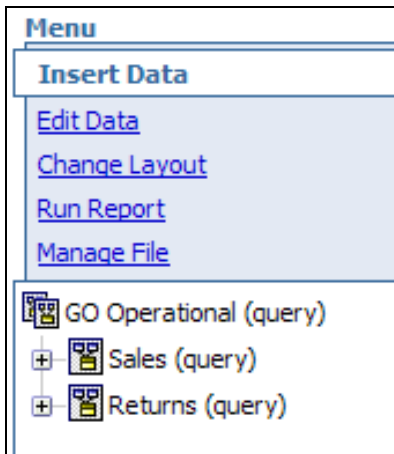 Menu
Insert Data
Edit Data
Change Layout
Run Report
Manage File
GO Operational (query)
Sales (query)
Returns (query)